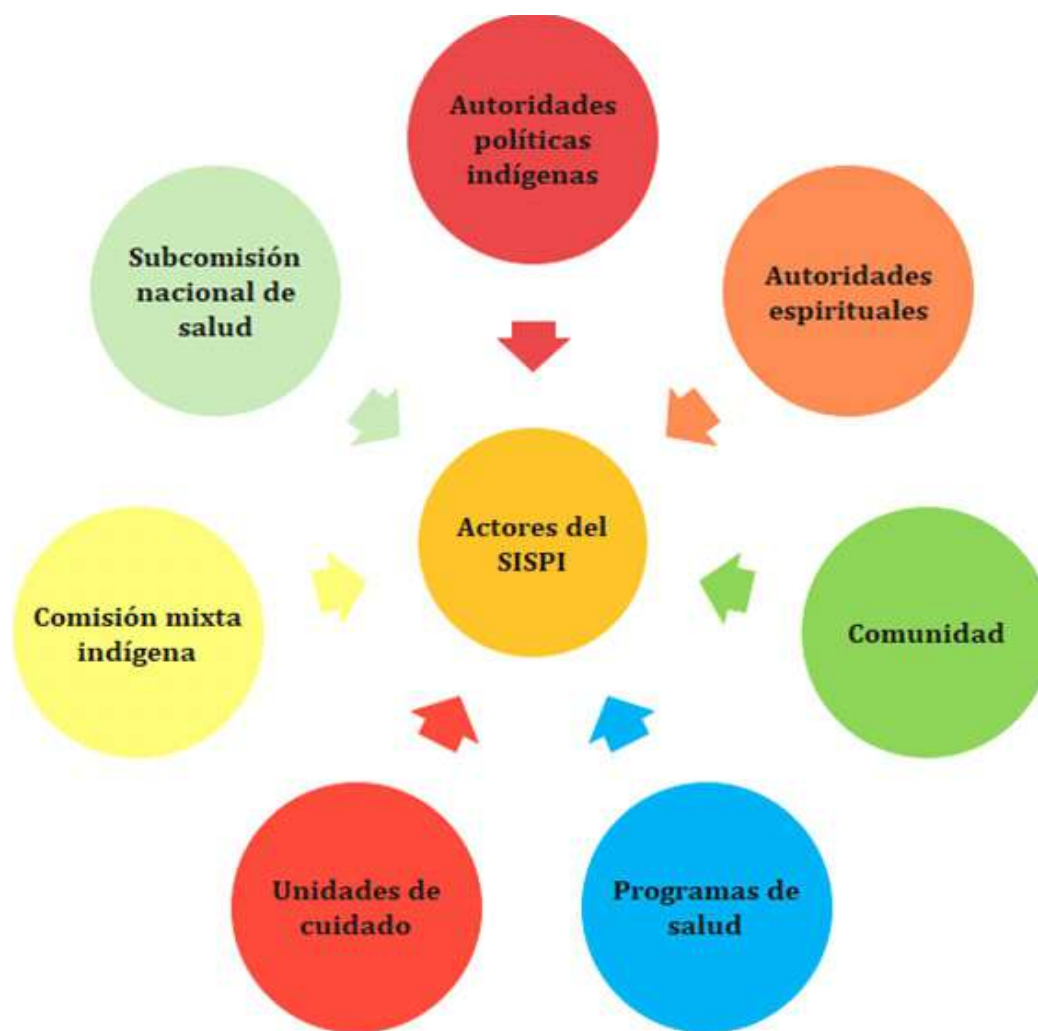 Autoridades
políticas
indígenas
Subcomisión
nacional de
salud
Autoridades
espirituales
Actores del
SISPI
Comisión mixta
indígena
Comunidad
Unidades de
cuidado
Programas de
salud